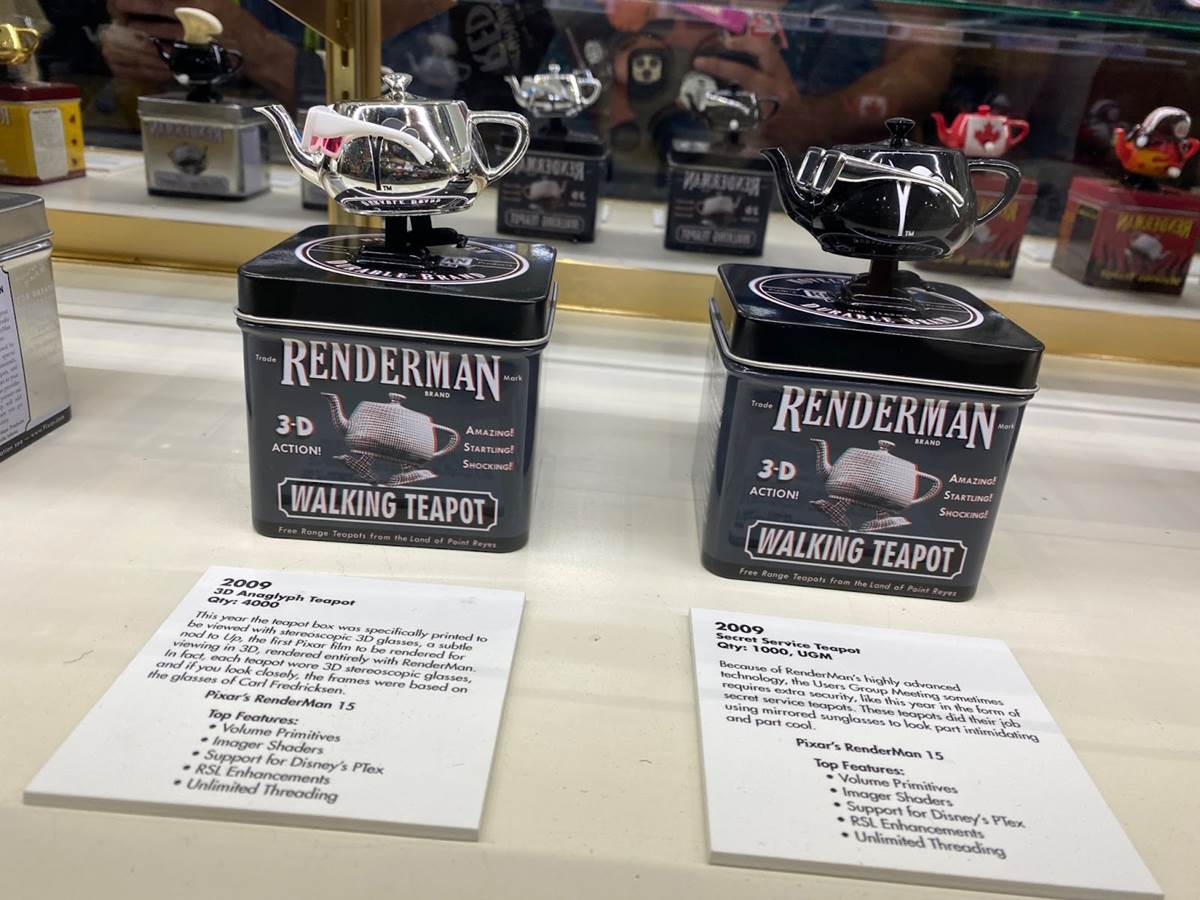 DURABLE BRAND
Trade RENDERMAN Mark
BRAND
3-D
ACTION!
AMAZING!
STARTLING!
SHOCKING!
WALKING TEAPOT
Free Range Teapots from the Land of Point Reyes
DURABLE BRAND
Trade RENDERMAN Mark
BRAND
3-D
ACTION!
AMAZING!
STARTLING!
SHOCKING!
WALKING TEAPOT
Free Range Teapots from the Land of Point Reyes
2009
3D Anaglyph Teapot
Qty: 4000
This year the teapot box was specifically printed to
be viewed with stereoscopic 3D glasses, a subtle
nod to Up, the first Pixar film to be rendered for
viewing in 3D, rendered entirely with RenderMan.
In fact, each teapot wore 3D stereoscopic glasses,
and if you look closely, the frames were based on
the glasses of Carl Fredricksen.
Pixar's RenderMan 15
Top Features:
• Volume Primitives
• Imager Shaders
• Support for Disney's PTex
• RSL Enhancements
• Unlimited Threading
2009
Secret Service Teapot
Qty: 1000, UGM
Because of RenderMan's highly advanced
technology, the Users Group Meeting sometimes
requires extra security, like this year in the form of
secret service teapots. These teapots did their job
using mirrored sunglasses to look part intimidating
and part cool.
Pixar's RenderMan 15
Top Features:
• Volume Primitives
• Imager Shaders
• Support for Disney's PTex
• RSL Enhancements
• Unlimited Threading